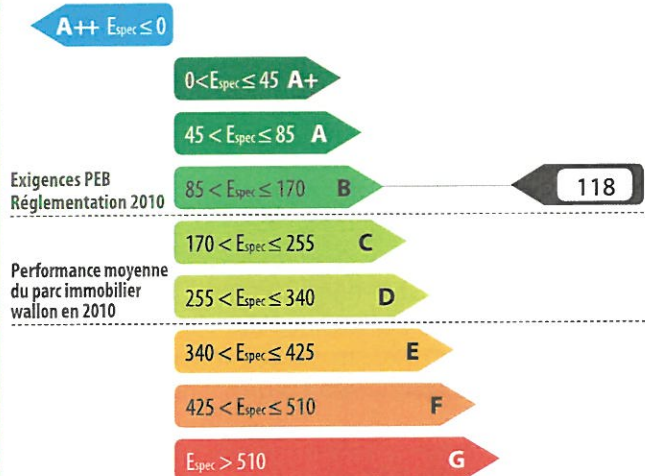 A++ Espec ≤ 0
0 < Espec ≤ 45 A+
45 < Espec ≤ 85 A
Exigences PEB
Réglementation 2010
85 < Espec ≤ 170 B
118
170 < Espec ≤ 255 C
Performance moyenne
du parc immobilier
wallon en 2010
255 < Espec ≤ 340 D
340 < Espec ≤ 425 E
425 < Espec ≤ 510 F
Espec > 510 G